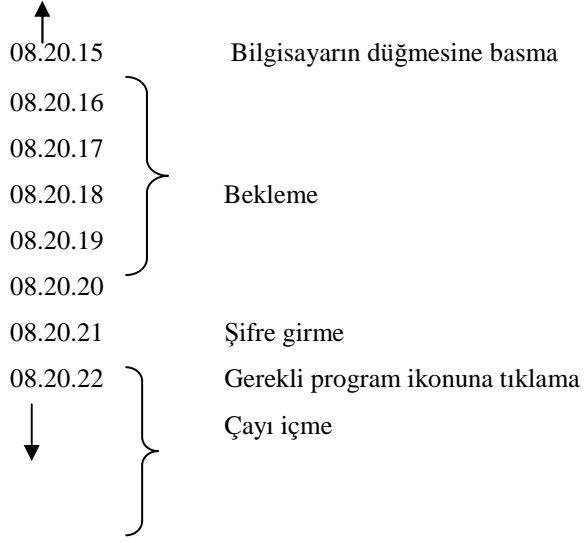 08.20.15 Bilgisayarın düğmesine basma
08.20.16
08.20.17
08.20.18 Bekleme
08.20.19
08.20.20
08.20.21 Şifre girme
08.20.22 Gerekli program ikonuna tıklama
Çayı içme